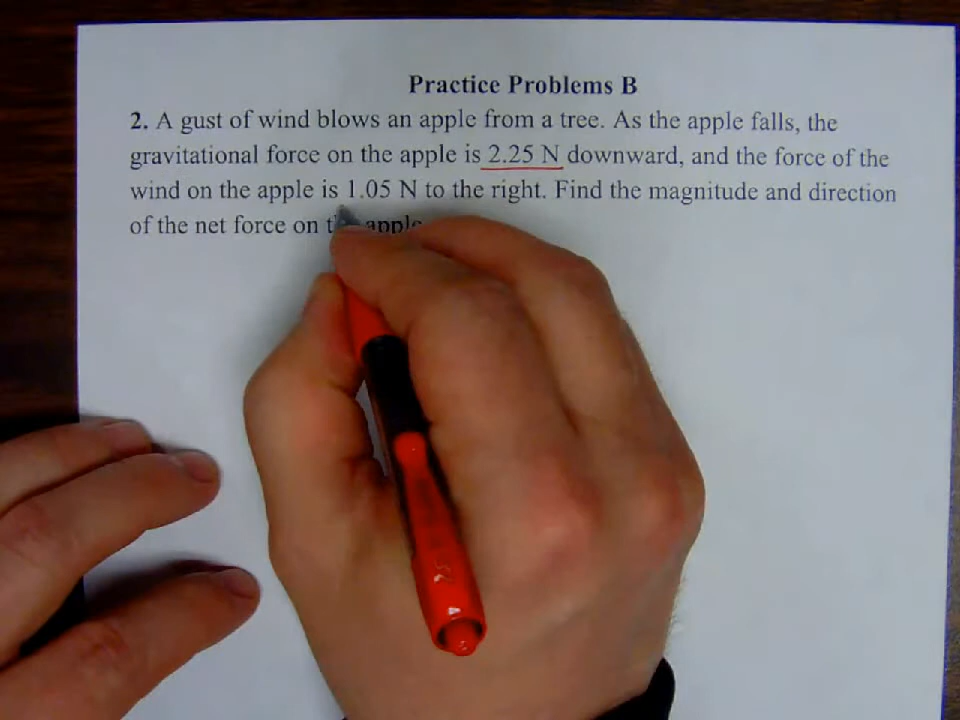 Practice Problems B
2. A gust of wind blows an apple from a tree. As the apple falls, the
gravitational force on the apple is 2.25 N downward, and the force of the
wind on the apple is 1.05 N to the right. Find the magnitude and direction
of the net force on the apple